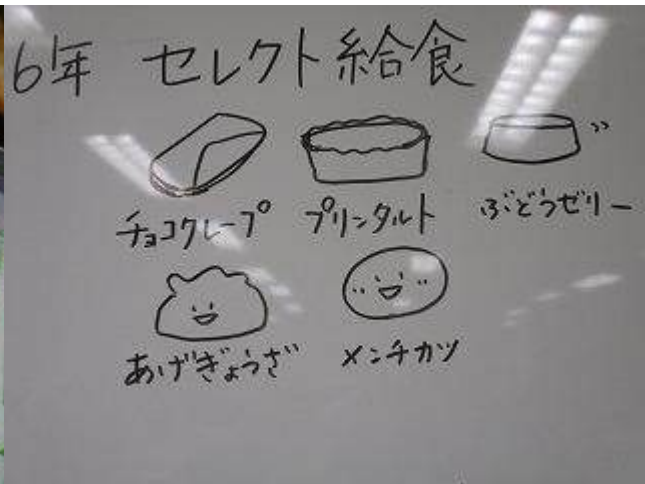 6年 セレクト給食
チョコクレープ プリンタルト ぶどうゼリー
あげぎょうざ メンチカツ